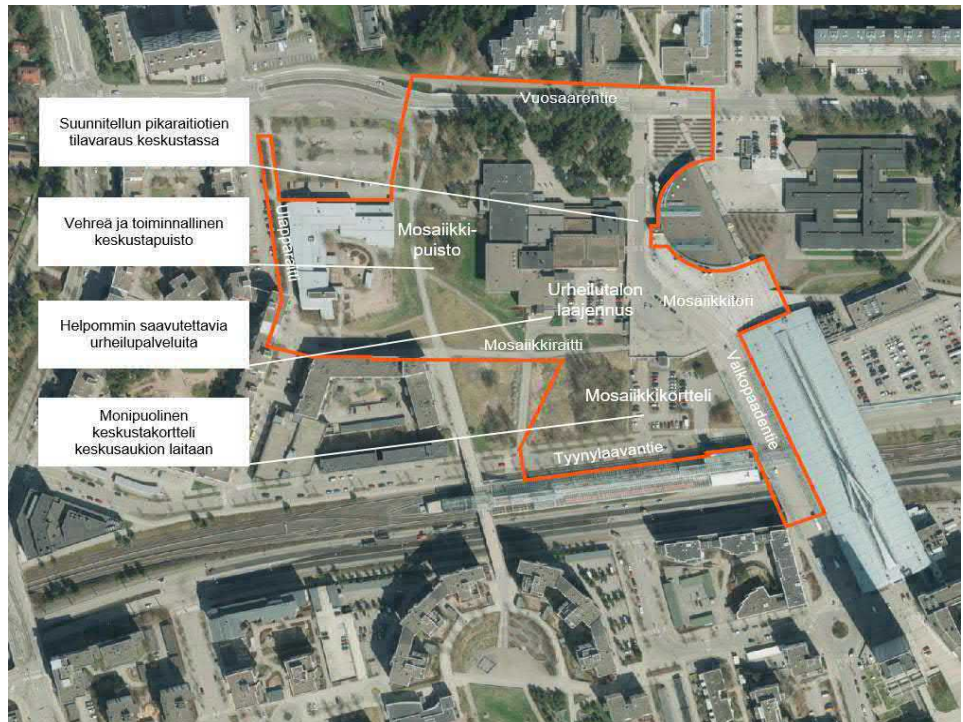 Vuosaarentie
Suunnitellun pikaraitiotien
tilavaraus keskustassa
Vehreä ja toiminnallinen
keskustapuisto
Ulappraitti
Mosaiikki-
puisto
Urheilutalon
laajennus
Mosaiikkitori
Helpommin saavutettavia
urheilupalveluita
Mosaiikkiraitti
Valkopaadentie
Mosaiikkikortteli
Monipuolinen
keskustakortteli
keskusaukion laitaan
Tyynylaavantie